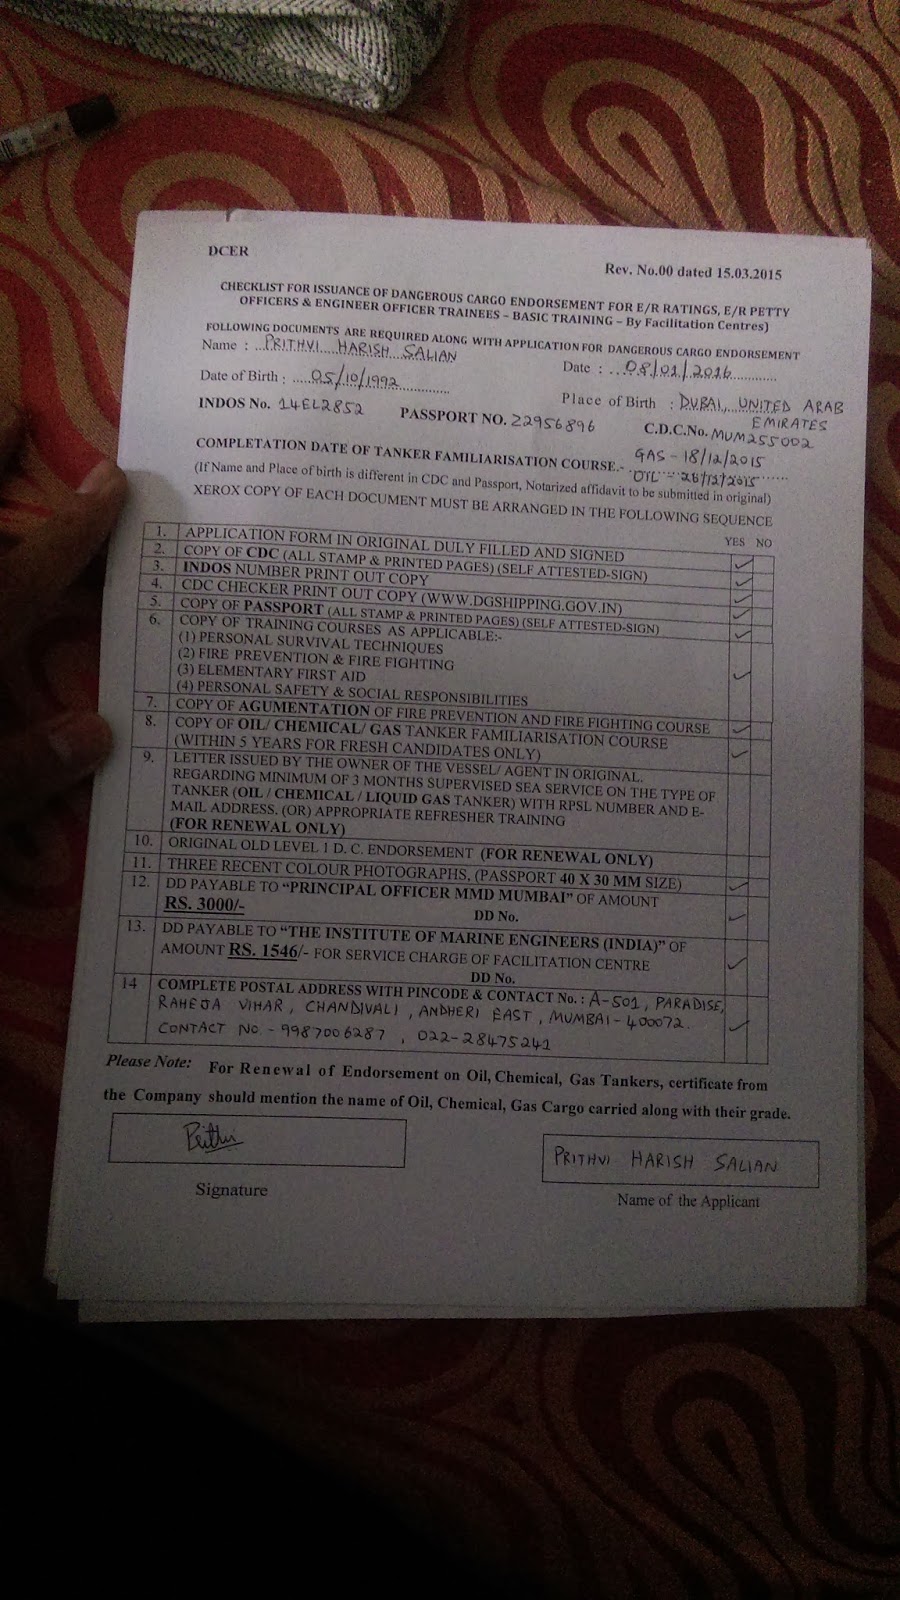 DCER
Rev. No.00 dated 15.03.2015
CHECKLIST FOR ISSUANCE OF DANGEROUS CARGO ENDORSEMENT FOR E/R RATINGS, E/R PETTY
OFFICERS & ENGINEER OFFICER TRAINEES – BASIC TRAINING – By Facilitation Centres)
FOLLOWING DOCUMENTS ARE REQUIRED ALONG WITH APPLICATION FOR DANGEROUS CARGO ENDORSEMENT
Name : PRITHVI HARISH SALIAN Date : 08/01/2016
Date of Birth : 05/10/1992 Place of Birth : DUBAI, UNITED ARAB
EMIRATES
INDOS No. 14EL2852 PASSPORT NO. Z2956896 C.D.C.No. MUM255002
COMPLETATION DATE OF TANKER FAMILIARISATION COURSE.- GAS - 18/12/2015
OIL - 28/12/2015
(If Name and Place of birth is different in CDC and Passport, Notarized affidavit to be submitted in original)
XEROX COPY OF EACH DOCUMENT MUST BE ARRANGED IN THE FOLLOWING SEQUENCE
YES NO
1. APPLICATION FORM IN ORIGINAL DULY FILLED AND SIGNED ✓
2. COPY OF CDC (ALL STAMP & PRINTED PAGES) (SELF ATTESTED-SIGN) ✓
3. INDOS NUMBER PRINT OUT COPY ✓
4. CDC CHECKER PRINT OUT COPY (WWW.DGSHIPPING.GOV.IN) ✓
5. COPY OF PASSPORT (ALL STAMP & PRINTED PAGES) (SELF ATTESTED-SIGN) ✓
6. COPY OF TRAINING COURSES AS APPLICABLE:-
(1) PERSONAL SURVIVAL TECHNIQUES
(2) FIRE PREVENTION & FIRE FIGHTING
(3) ELEMENTARY FIRST AID ✓
(4) PERSONAL SAFETY & SOCIAL RESPONSIBILITIES
7. COPY OF AGUMENTATION OF FIRE PREVENTION AND FIRE FIGHTING COURSE ✓
8. COPY OF OIL/ CHEMICAL/ GAS TANKER FAMILIARISATION COURSE ✓
(WITHIN 5 YEARS FOR FRESH CANDIDATES ONLY)
9. LETTER ISSUED BY THE OWNER OF THE VESSEL/ AGENT IN ORIGINAL.
REGARDING MINIMUM OF 3 MONTHS SUPERVISED SEA SERVICE ON THE TYPE OF
TANKER (OIL / CHEMICAL / LIQUID GAS TANKER) WITH RPSL NUMBER AND E-
MAIL ADDRESS. (OR) APPROPRIATE REFRESHER TRAINING
(FOR RENEWAL ONLY)
10. ORIGINAL OLD LEVEL 1 D. C. ENDORSEMENT (FOR RENEWAL ONLY)
11. THREE RECENT COLOUR PHOTOGRAPHS. (PASSPORT 40 X 30 MM SIZE) ✓
12. DD PAYABLE TO "PRINCIPAL OFFICER MMD MUMBAI" OF AMOUNT
RS. 3000/- DD No. ✓
13. DD PAYABLE TO "THE INSTITUTE OF MARINE ENGINEERS (INDIA)" OF
AMOUNT RS. 1546/- FOR SERVICE CHARGE OF FACILITATION CENTRE ✓
DD No.
14 COMPLETE POSTAL ADDRESS WITH PINCODE & CONTACT No. : A-501, PARADISE,
RAHEJA VIHAR, CHANDIVALI, ANDHERI EAST, MUMBAI - 400072. ✓
CONTACT NO. - 9987006287 , 022-28475241
Please Note: For Renewal of Endorsement on Oil, Chemical, Gas Tankers, certificate from
the Company should mention the name of Oil, Chemical, Gas Cargo carried along with their grade.
Prithvi PRITHVI HARISH SALIAN
Signature Name of the Applicant